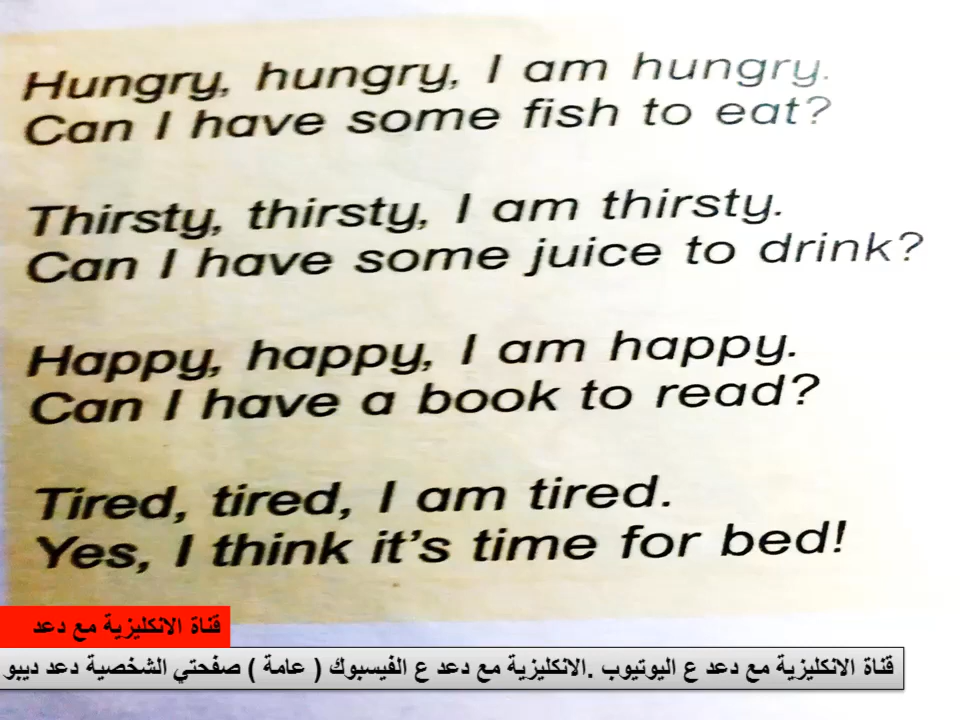 Hungry, hungry, I am hungry.
Can I have some fish to eat?
Thirsty, thirsty, I am thirsty.
Can I have some juice to drink?
Happy, happy, I am happy.
Can I have a book to read?
Tired, tired, I am tired.
Yes, I think it's time for bed!
قناة الانكليزية مع دعد
قناة الانكليزية مع دعد ع اليوتيوب .الانكليزية مع دعد ع الفيسبوك ( عامة ) صفحتي الشخصية دعد ديبو